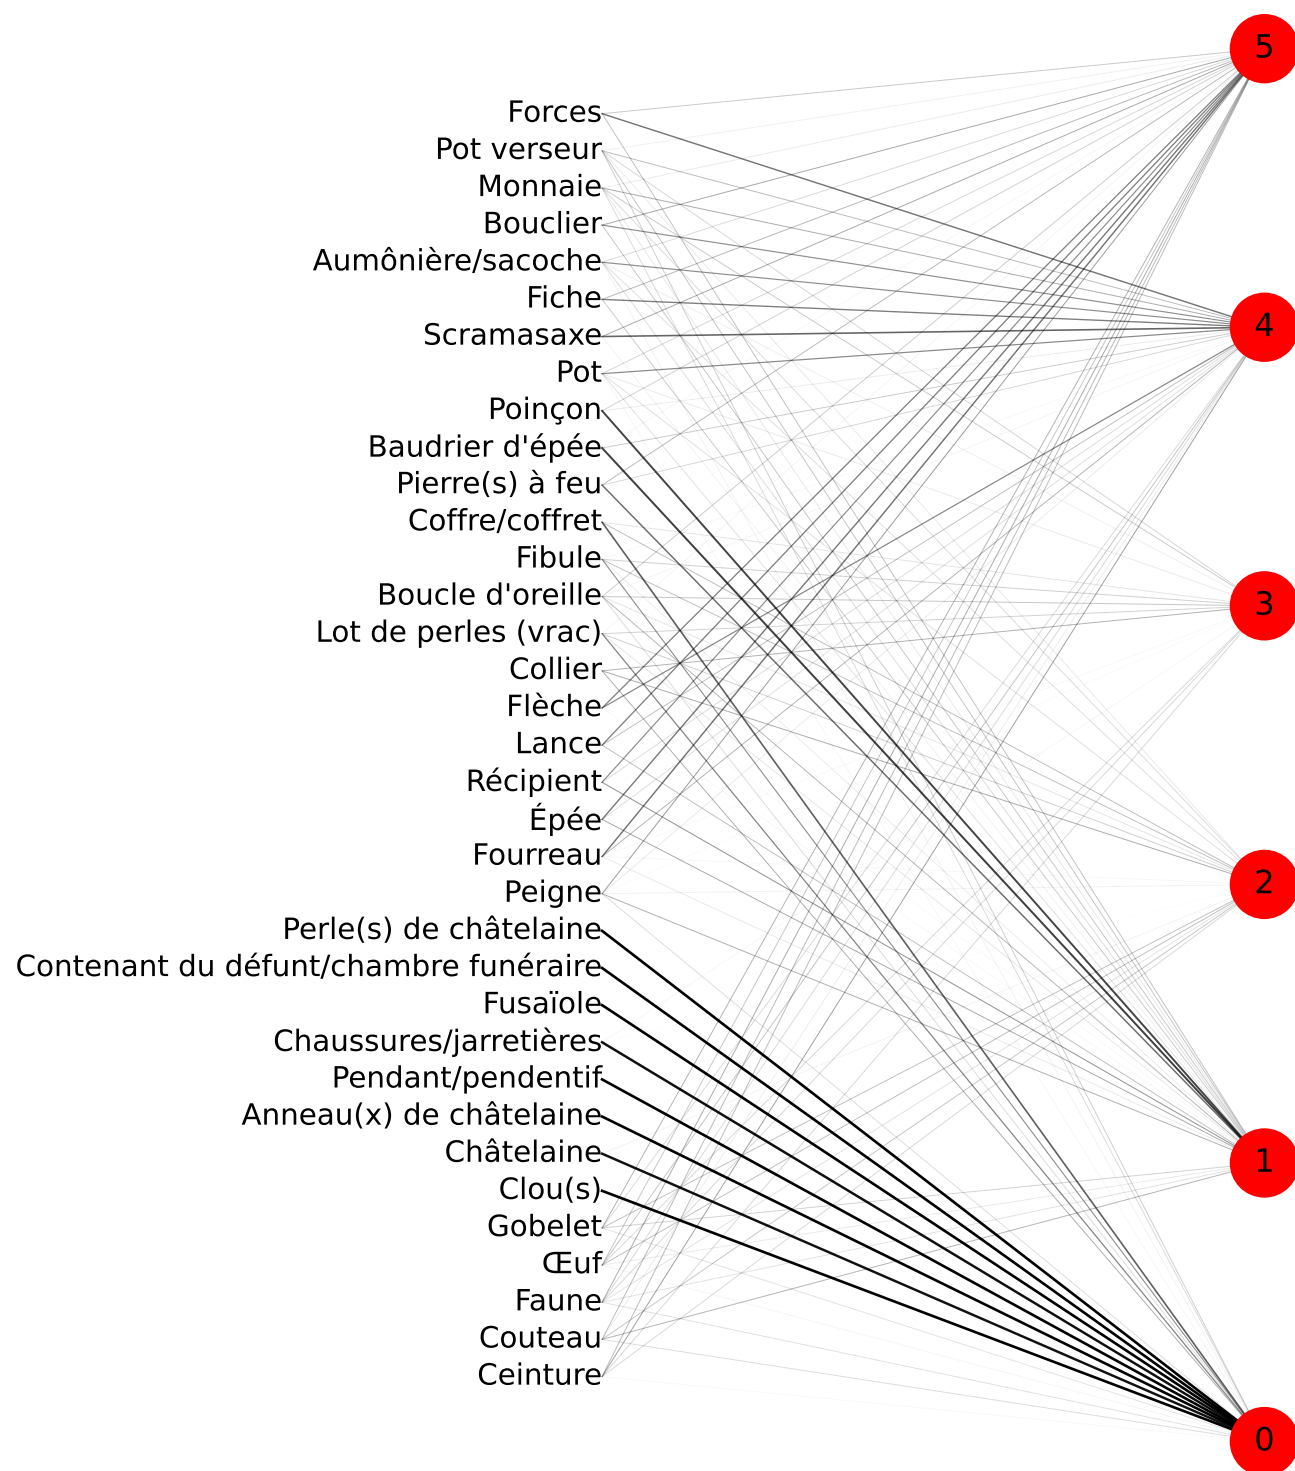 5
Forces
Pot verseur
Monnaie
Bouclier
Aumônière/sacoche
Fiche
Scramasaxe
4
Pot
Poinçon
Baudrier d'épée
Pierre(s) à feu
Coffre/coffret
Fibule
Boucle d'oreille
3
Lot de perles (vrac)
Collier
Flèche
Lance
Récipient
Épée
Fourreau
2
Peigne
Perle(s) de châtelaine
Contenant du défunt/chambre funéraire
Fusaïole
Chaussures/jarretières
Pendant/pendentif
Anneau(x) de châtelaine
Châtelaine
1
Clou(s)
Gobelet
Œuf
Faune
Couteau
Ceinture
0